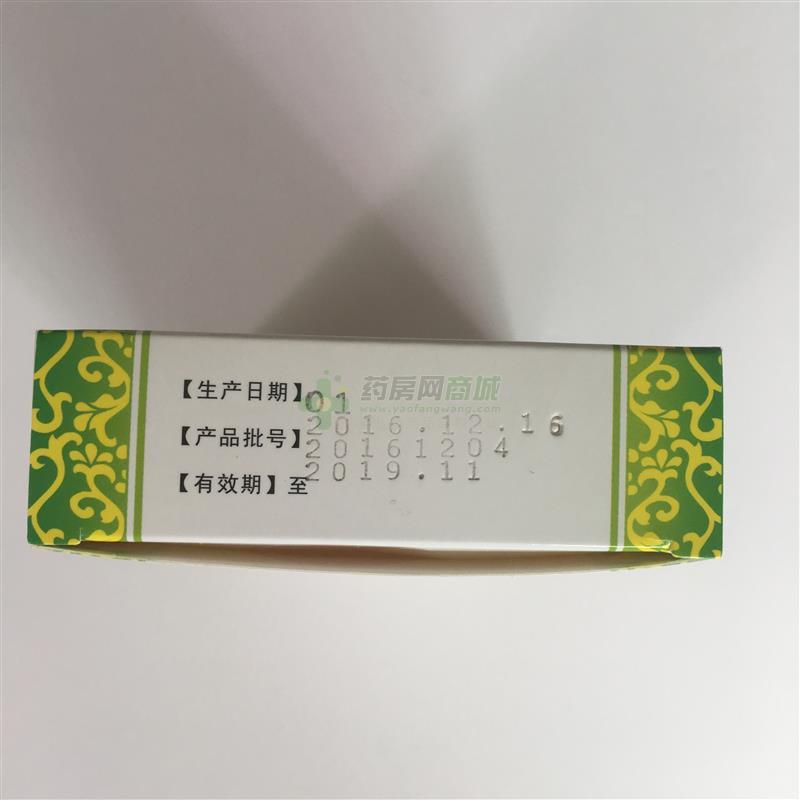 药房网商城
www.yaofangwang.com
【生产日期】
01
2016.12.16
【产品批号】
20161204
【有效期】至
2019.11